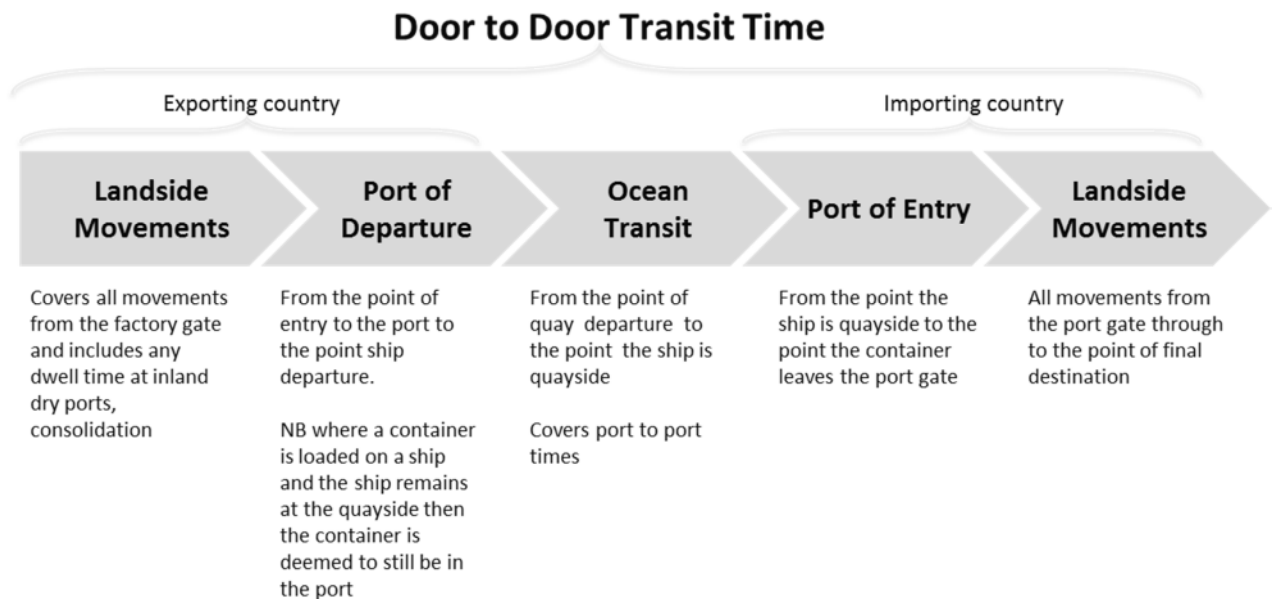 Door to Door Transit Time
Exporting country
Importing country
Landside
Movements
Port of
Departure
Ocean
Transit
Port of Entry
Landside
Movements
Covers all movements
from the factory gate
and includes any
dwell time at inland
dry ports,
consolidation
From the point of
entry to the port to
the point ship
departure.
NB where a container
is loaded on a ship
and the ship remains
at the quayside then
the container is
deemed to still be in
the port
From the point of
quay departure to
the point the ship is
quayside
Covers port to port
times
From the point the
ship is quayside to the
point the container
leaves the port gate
All movements from
the port gate through
to the point of final
destination